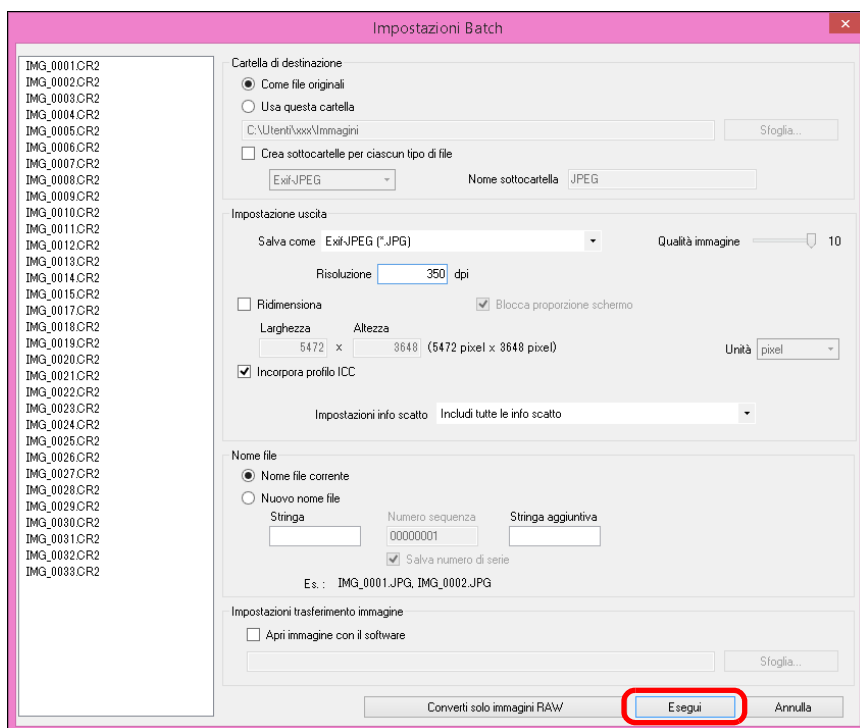 Impostazioni Batch
IMG_0001.CR2
IMG_0002.CR2
IMG_0003.CR2
IMG_0004.CR2
IMG_0005.CR2
IMG_0006.CR2
IMG_0007.CR2
IMG_0008.CR2
IMG_0009.CR2
IMG_0010.CR2
IMG_0011.CR2
IMG_0012.CR2
IMG_0013.CR2
IMG_0014.CR2
IMG_0015.CR2
IMG_0017.CR2
IMG_0018.CR2
IMG_0019.CR2
IMG_0020.CR2
IMG_0021.CR2
IMG_0022.CR2
IMG_0023.CR2
IMG_0024.CR2
IMG_0025.CR2
IMG_0026.CR2
IMG_0027.CR2
IMG_0028.CR2
IMG_0029.CR2
IMG_0030.CR2
IMG_0031.CR2
IMG_0032.CR2
IMG_0033.CR2
Cartella di destinazione
Come file originali
Usa questa cartella
C:\Utenti\xxx\Immagini Sfoglia...
Crea sottocartelle per ciascun tipo di file
Exif-JPEG Nome sottocartella JPEG
Impostazione uscita
Salva come Exif-JPEG (*.JPG) Qualità immagine 10
Risoluzione 350 dpi
Ridimensiona Blocca proporzione schermo
Larghezza Altezza
5472 x 3648 (5472 pixel x 3648 pixel) Unità pixel
Incorpora profilo ICC
Impostazioni info scatto Includi tutte le info scatto
Nome file
Nome file corrente
Nuovo nome file
Stringa Numero sequenza Stringa aggiuntiva
00000001
Salva numero di serie
Es. : IMG_0001.JPG, IMG_0002.JPG
Impostazioni trasferimento immagine
Apri immagine con il software
Sfoglia...
Converti solo immagini RAW Esegui Annulla